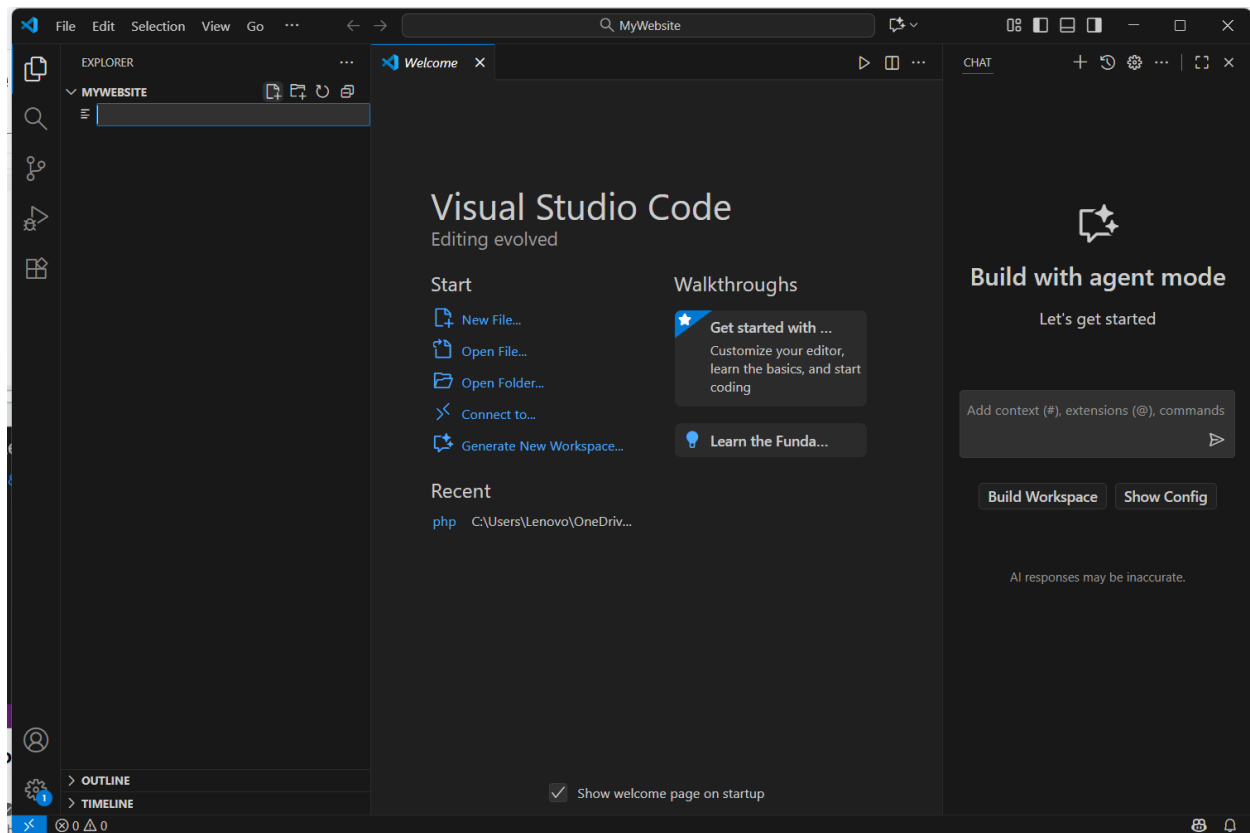 File Edit Selection View Go ··· MyWebsite
EXPLORER ···
Welcome
CHAT ···
MYWEBSITE
Visual Studio Code
Editing evolved
Start
New File...
Open File...
Open Folder...
Connect to...
Generate New Workspace...
Recent
php C:\Users\Lenovo\OneDriv...
Walkthroughs
Get started with ...
Customize your editor,
learn the basics, and start
coding
Learn the Funda...
Show welcome page on startup
Build with agent mode
Let's get started
Add context (#), extensions (@), commands
Build Workspace Show Config
AI responses may be inaccurate.
OUTLINE
TIMELINE
1
0 0